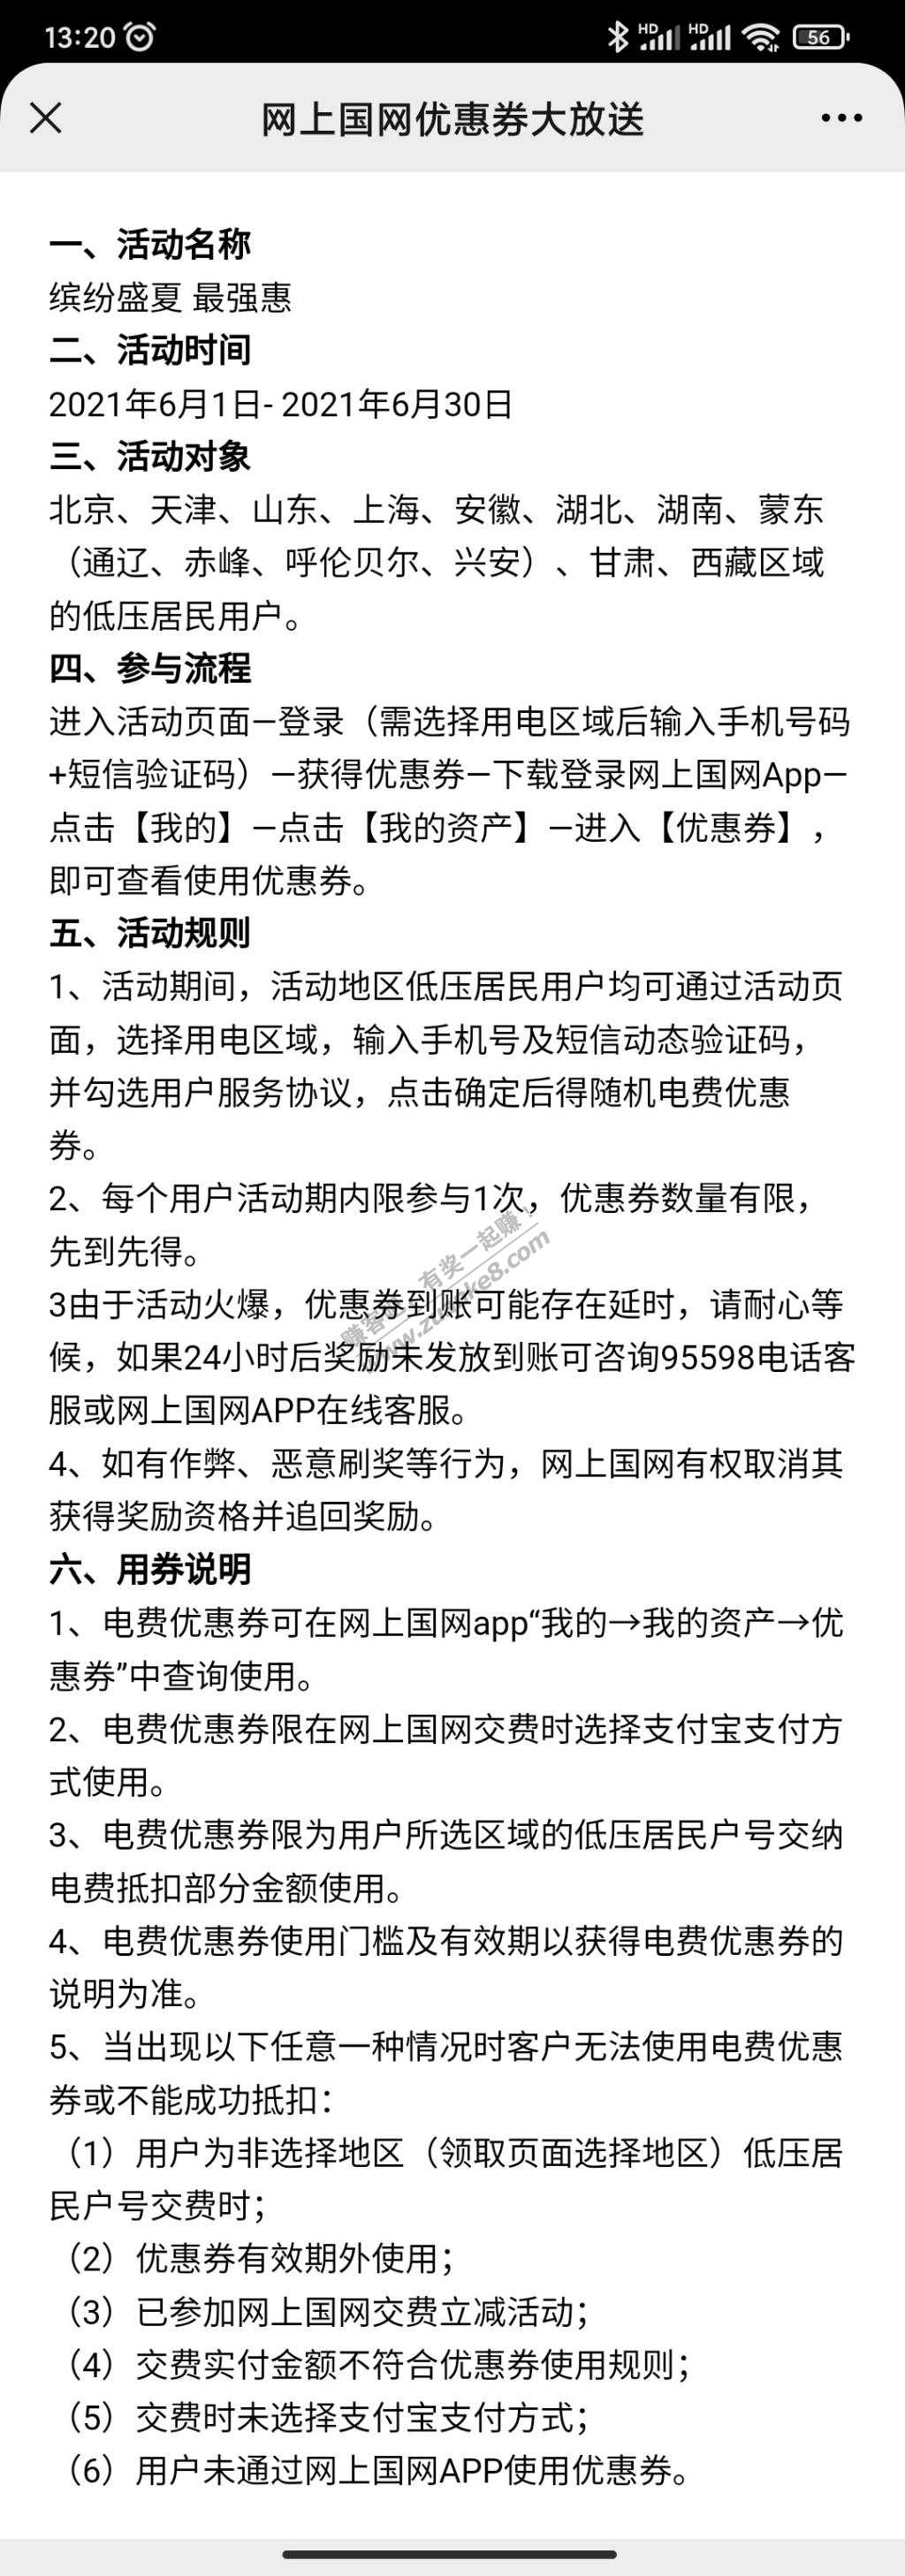 13:20
HD HD 56
网上国网优惠券大放送
一、活动名称
缤纷盛夏 最强惠
二、活动时间
2021年6月1日- 2021年6月30日
三、活动对象
北京、天津、山东、上海、安徽、湖北、湖南、蒙东
（通辽、赤峰、呼伦贝尔、兴安）、甘肃、西藏区域
的低压居民用户。
四、参与流程
进入活动页面—登录（需选择用电区域后输入手机号码
+短信验证码）—获得优惠券—下载登录网上国网App—
点击【我的】—点击【我的资产】—进入【优惠券】，
即可查看使用优惠券。
五、活动规则
1、活动期间，活动地区低压居民用户均可通过活动页
面，选择用电区域，输入手机号及短信动态验证码，
并勾选用户服务协议，点击确定后得随机电费优惠
券。
2、每个用户活动期内限参与1次，优惠券数量有限，
先到先得。
3由于活动火爆，优惠券到账可能存在延时，请耐心等
候，如果24小时后奖励未发放到账可咨询95598电话客
服或网上国网APP在线客服。
4、如有作弊、恶意刷奖等行为，网上国网有权取消其
获得奖励资格并追回奖励。
六、用券说明
1、电费优惠券可在网上国网app“我的→我的资产→优
惠券”中查询使用。
2、电费优惠券限在网上国网交费时选择支付宝支付方
式使用。
3、电费优惠券限为用户所选区域的低压居民户号交纳
电费抵扣部分金额使用。
4、电费优惠券使用门槛及有效期以获得电费优惠券的
说明为准。
5、当出现以下任意一种情况时客户无法使用电费优惠
券或不能成功抵扣：
（1）用户为非选择地区（领取页面选择地区）低压居
民户号交费时；
（2）优惠券有效期外使用；
（3）已参加网上国网交费立减活动；
（4）交费实付金额不符合优惠券使用规则；
（5）交费时未选择支付宝支付方式；
（6）用户未通过网上国网APP使用优惠券。
有奖一起赚！